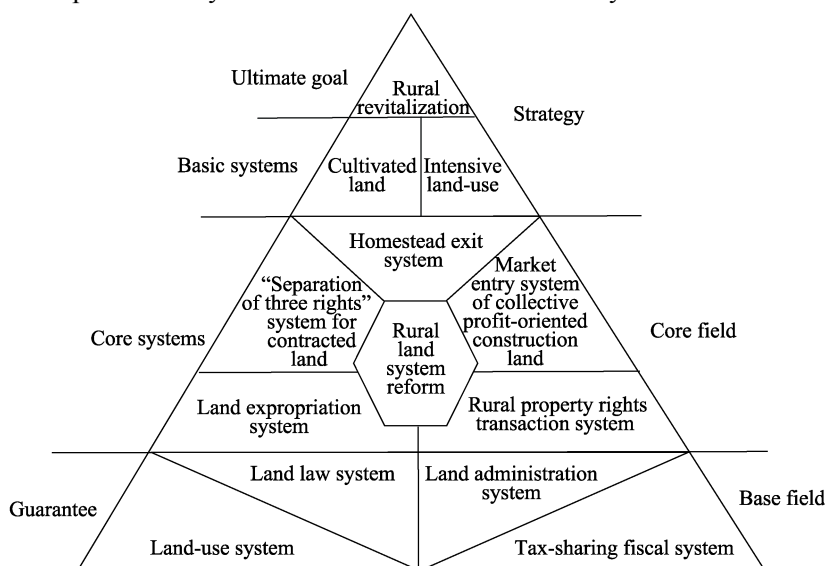 Ultimate goal
Rural
revitalization
Strategy
Basic systems
Cultivated
land
Intensive
land-use
Homestead exit
system
“Separation
of three rights”
system for
contracted
land
Market
entry system
of collective
profit-oriented
construction
land
Core systems
Rural
land
system
reform
Core field
Land expropriation
system
Rural property rights
transaction system
Land law system
Land administration
system
Guarantee
Base field
Land-use system
Tax-sharing fiscal system